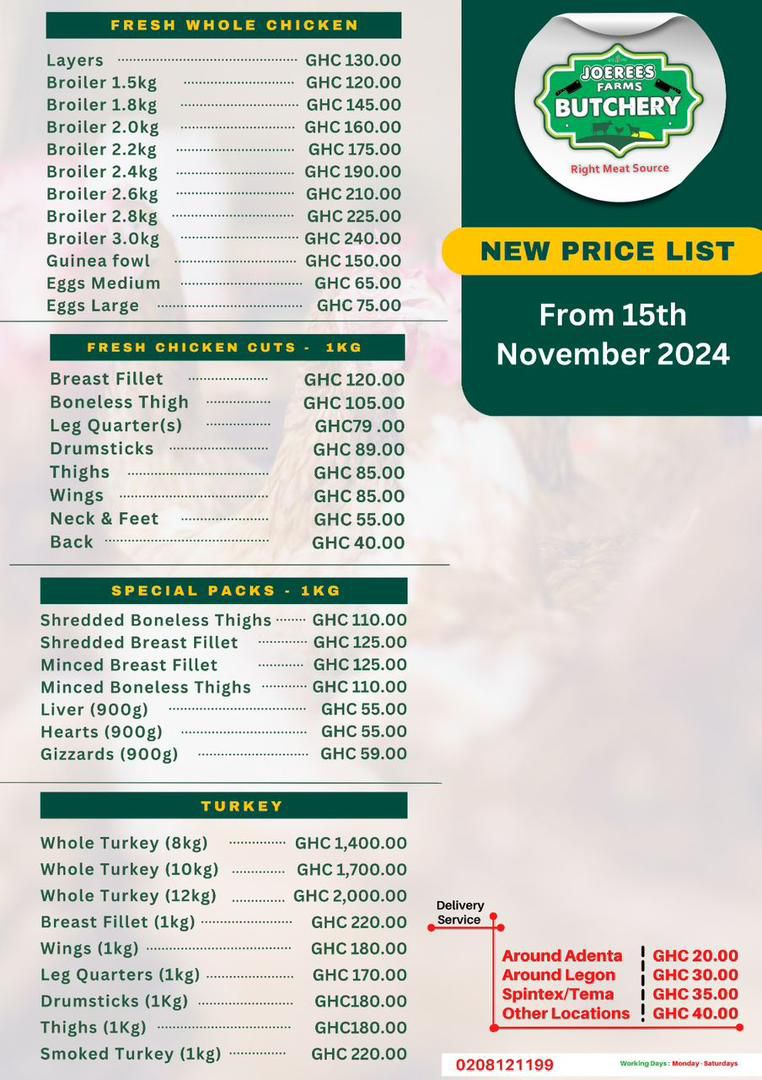 FRESH WHOLE CHICKEN
Layers GHC 130.00
Broiler 1.5kg GHC 120.00
Broiler 1.8kg GHC 145.00
Broiler 2.0kg GHC 160.00
Broiler 2.2kg GHC 175.00
Broiler 2.4kg GHC 190.00
Broiler 2.6kg GHC 210.00
Broiler 2.8kg GHC 225.00
Broiler 3.0kg GHC 240.00
Guinea fowl GHC 150.00
Eggs Medium GHC 65.00
Eggs Large GHC 75.00
FRESH CHICKEN CUTS - 1KG
Breast Fillet GHC 120.00
Boneless Thigh GHC 105.00
Leg Quarter(s) GHC79 .00
Drumsticks GHC 89.00
Thighs GHC 85.00
Wings GHC 85.00
Neck & Feet GHC 55.00
Back GHC 40.00
SPECIAL PACKS - 1KG
Shredded Boneless Thighs GHC 110.00
Shredded Breast Fillet GHC 125.00
Minced Breast Fillet GHC 125.00
Minced Boneless Thighs GHC 110.00
Liver (900g) GHC 55.00
Hearts (900g) GHC 55.00
Gizzards (900g) GHC 59.00
TURKEY
Whole Turkey (8kg) GHC 1,400.00
Whole Turkey (10kg) GHC 1,700.00
Whole Turkey (12kg) GHC 2,000.00
Breast Fillet (1kg) GHC 220.00
Wings (1kg) GHC 180.00
Leg Quarters (1kg) GHC 170.00
Drumsticks (1Kg) GHC180.00
Thighs (1Kg) GHC180.00
Smoked Turkey (1kg) GHC 220.00
JOEREES
FARMS
BUTCHERY
Right Meat Source
NEW PRICE LIST
From 15th
November 2024
Delivery
Service
Around Adenta GHC 20.00
Around Legon GHC 30.00
Spintex/Tema GHC 35.00
Other Locations GHC 40.00
0208121199
Working Days : Monday - Saturdays